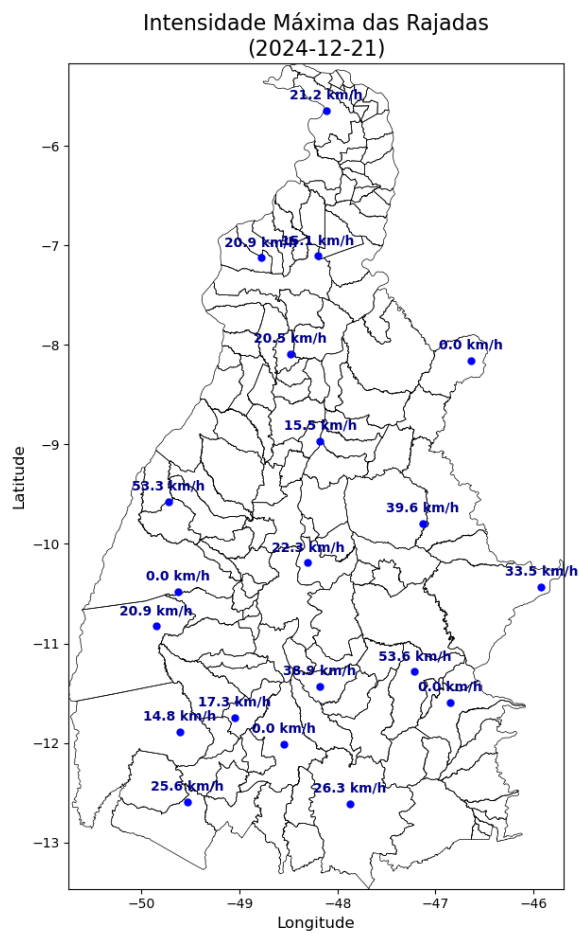 Intensidade Máxima das Rajadas
(2024-12-21)
21.2 km/h
−6
20.9 km/h
15.1 km/h
−7
20.5 km/h
0.0 km/h
−8
15.5 km/h
−9
53.3 km/h
39.6 km/h
22.3 km/h
−10
0.0 km/h
33.5 km/h
20.9 km/h
−11
38.9 km/h
53.6 km/h
0.0 km/h
17.3 km/h
14.8 km/h
0.0 km/h
−12
25.6 km/h
26.3 km/h
−13
Latitude
−50
−49
−48
−47
−46
Longitude